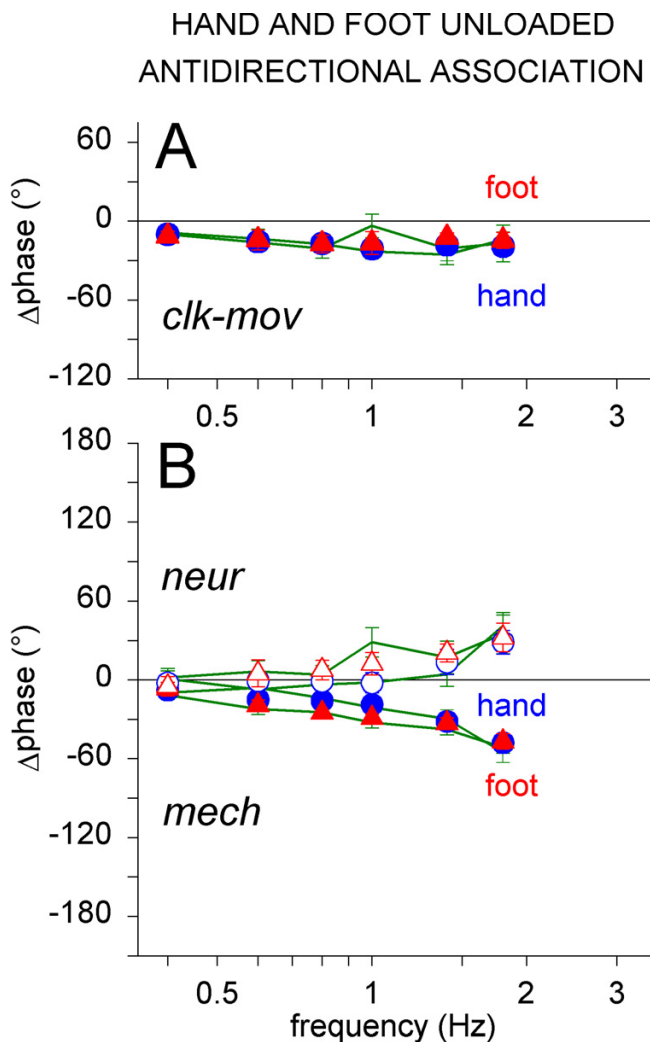 HAND AND FOOT UNLOADED
ANTIDIRECTIONAL ASSOCIATION
A
60
foot
0
Δphase (°)
-60
hand
clk-mov
-120
0.5 1 2 3
B
180
120
neur
60
0
Δphase (°)
hand
-60
foot
mech
-120
-180
0.5 1 2 3
frequency (Hz)